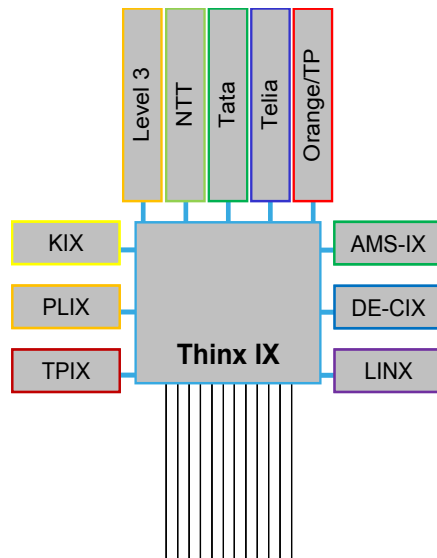 Level 3
NTT
Tata
Telia
Orange/TP
KIX
AMS-IX
PLIX
DE-CIX
Thinx IX
TPIX
LINX